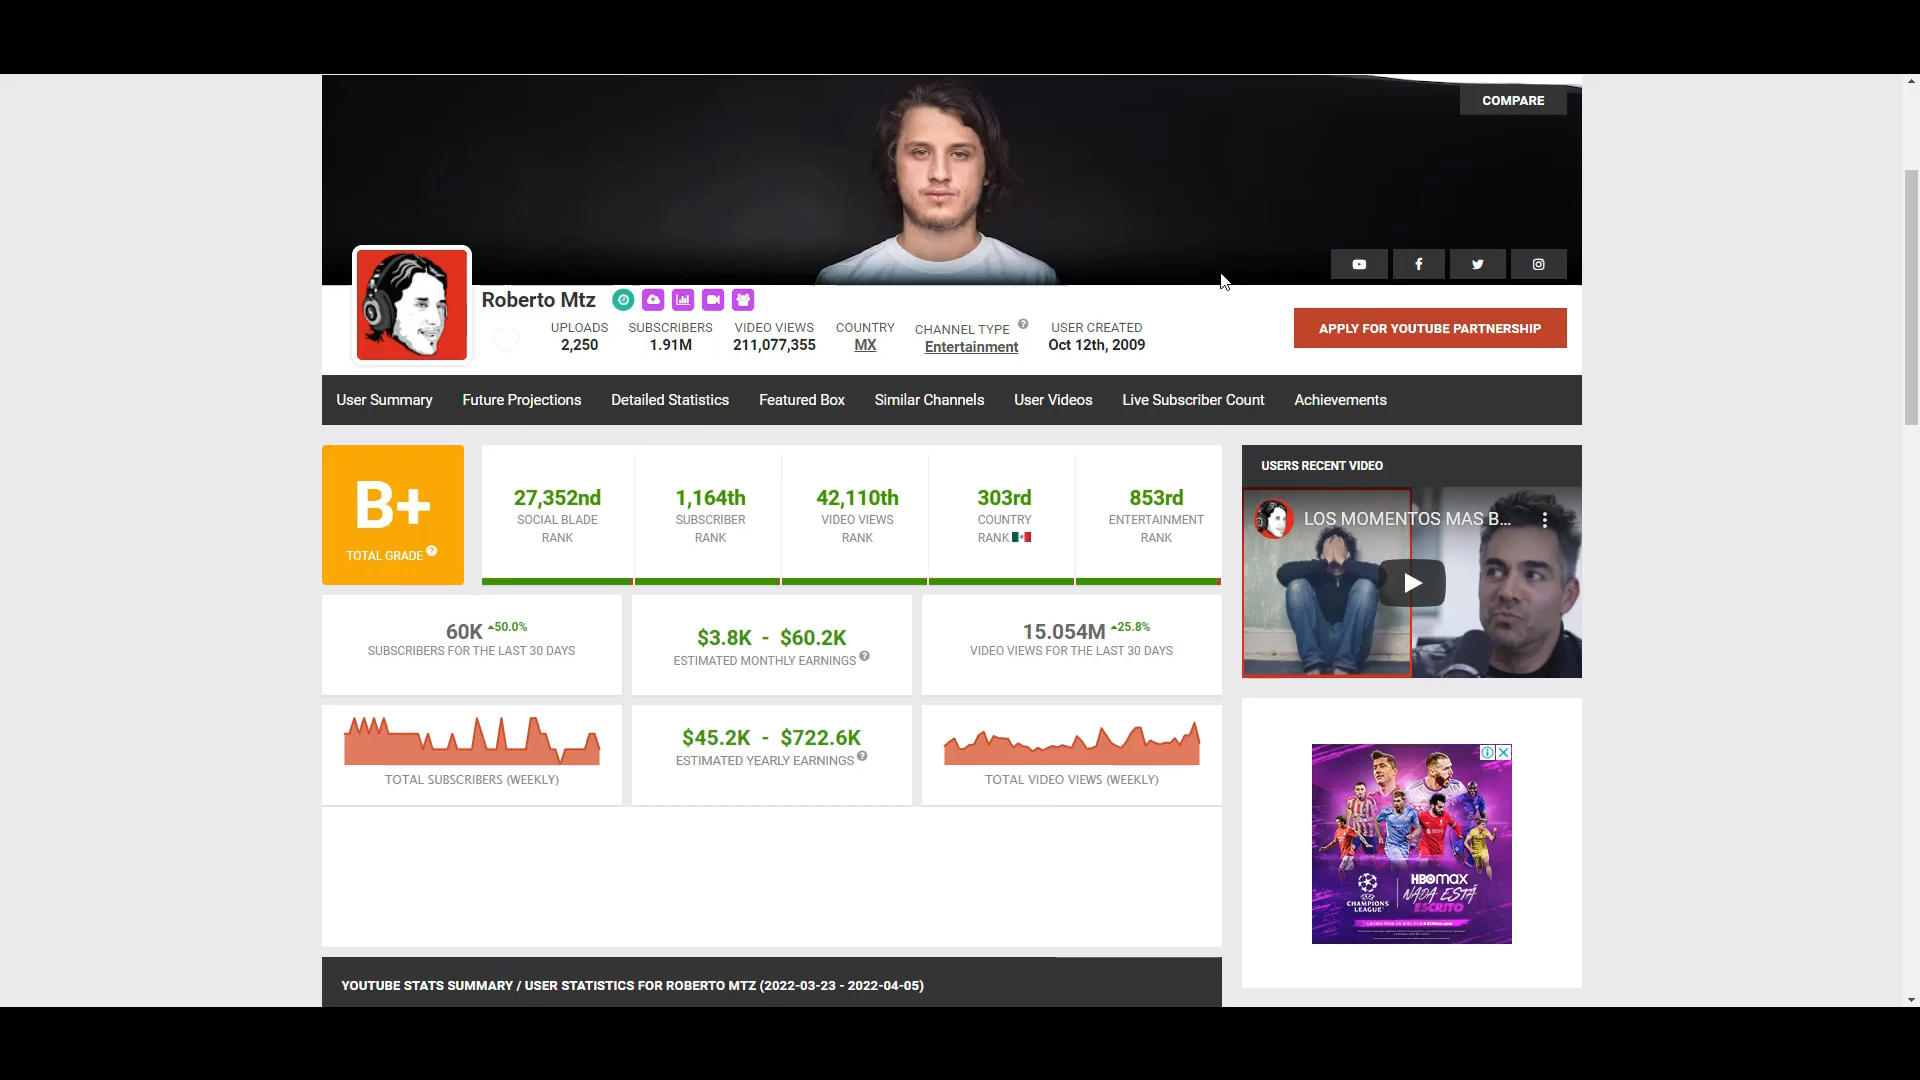 COMPARE
Roberto Mtz
UPLOADS
2,250
SUBSCRIBERS
1.91M
VIDEO VIEWS
211,077,355
COUNTRY
MX
CHANNEL TYPE
Entertainment
USER CREATED
Oct 12th, 2009
APPLY FOR YOUTUBE PARTNERSHIP
User Summary
Future Projections
Detailed Statistics
Featured Box
Similar Channels
User Videos
Live Subscriber Count
Achievements
B+
TOTAL GRADE
27,352nd
SOCIAL BLADE
RANK
1,164th
SUBSCRIBER
RANK
42,110th
VIDEO VIEWS
RANK
303rd
COUNTRY
RANK
853rd
ENTERTAINMENT
RANK
USERS RECENT VIDEO
LOS MOMENTOS MAS B...
60K 50.0%
SUBSCRIBERS FOR THE LAST 30 DAYS
$3.8K - $60.2K
ESTIMATED MONTHLY EARNINGS
15.054M 25.8%
VIDEO VIEWS FOR THE LAST 30 DAYS
TOTAL SUBSCRIBERS (WEEKLY)
$45.2K - $722.6K
ESTIMATED YEARLY EARNINGS
TOTAL VIDEO VIEWS (WEEKLY)
CHAMPIONS
LEAGUE
HBOmax
NADA ESTÁ
ESCRITO
YOUTUBE STATS SUMMARY / USER STATISTICS FOR ROBERTO MTZ (2022-03-23 - 2022-04-05)